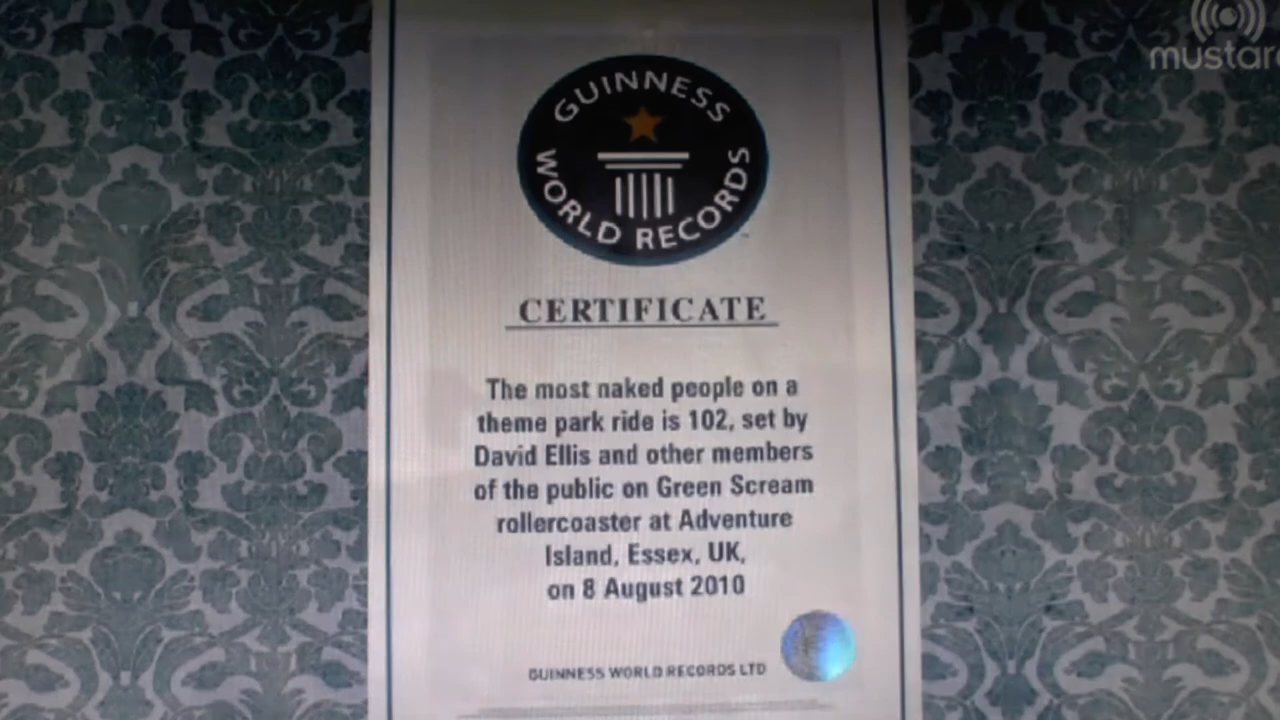 mustar
GUINNESS
WORLD RECORDS
CERTIFICATE
The most naked people on a
theme park ride is 102, set by
David Ellis and other members
of the public on Green Scream
rollercoaster at Adventure
Island, Essex, UK,
on 8 August 2010
GUINNESS WORLD RECORDS LTD